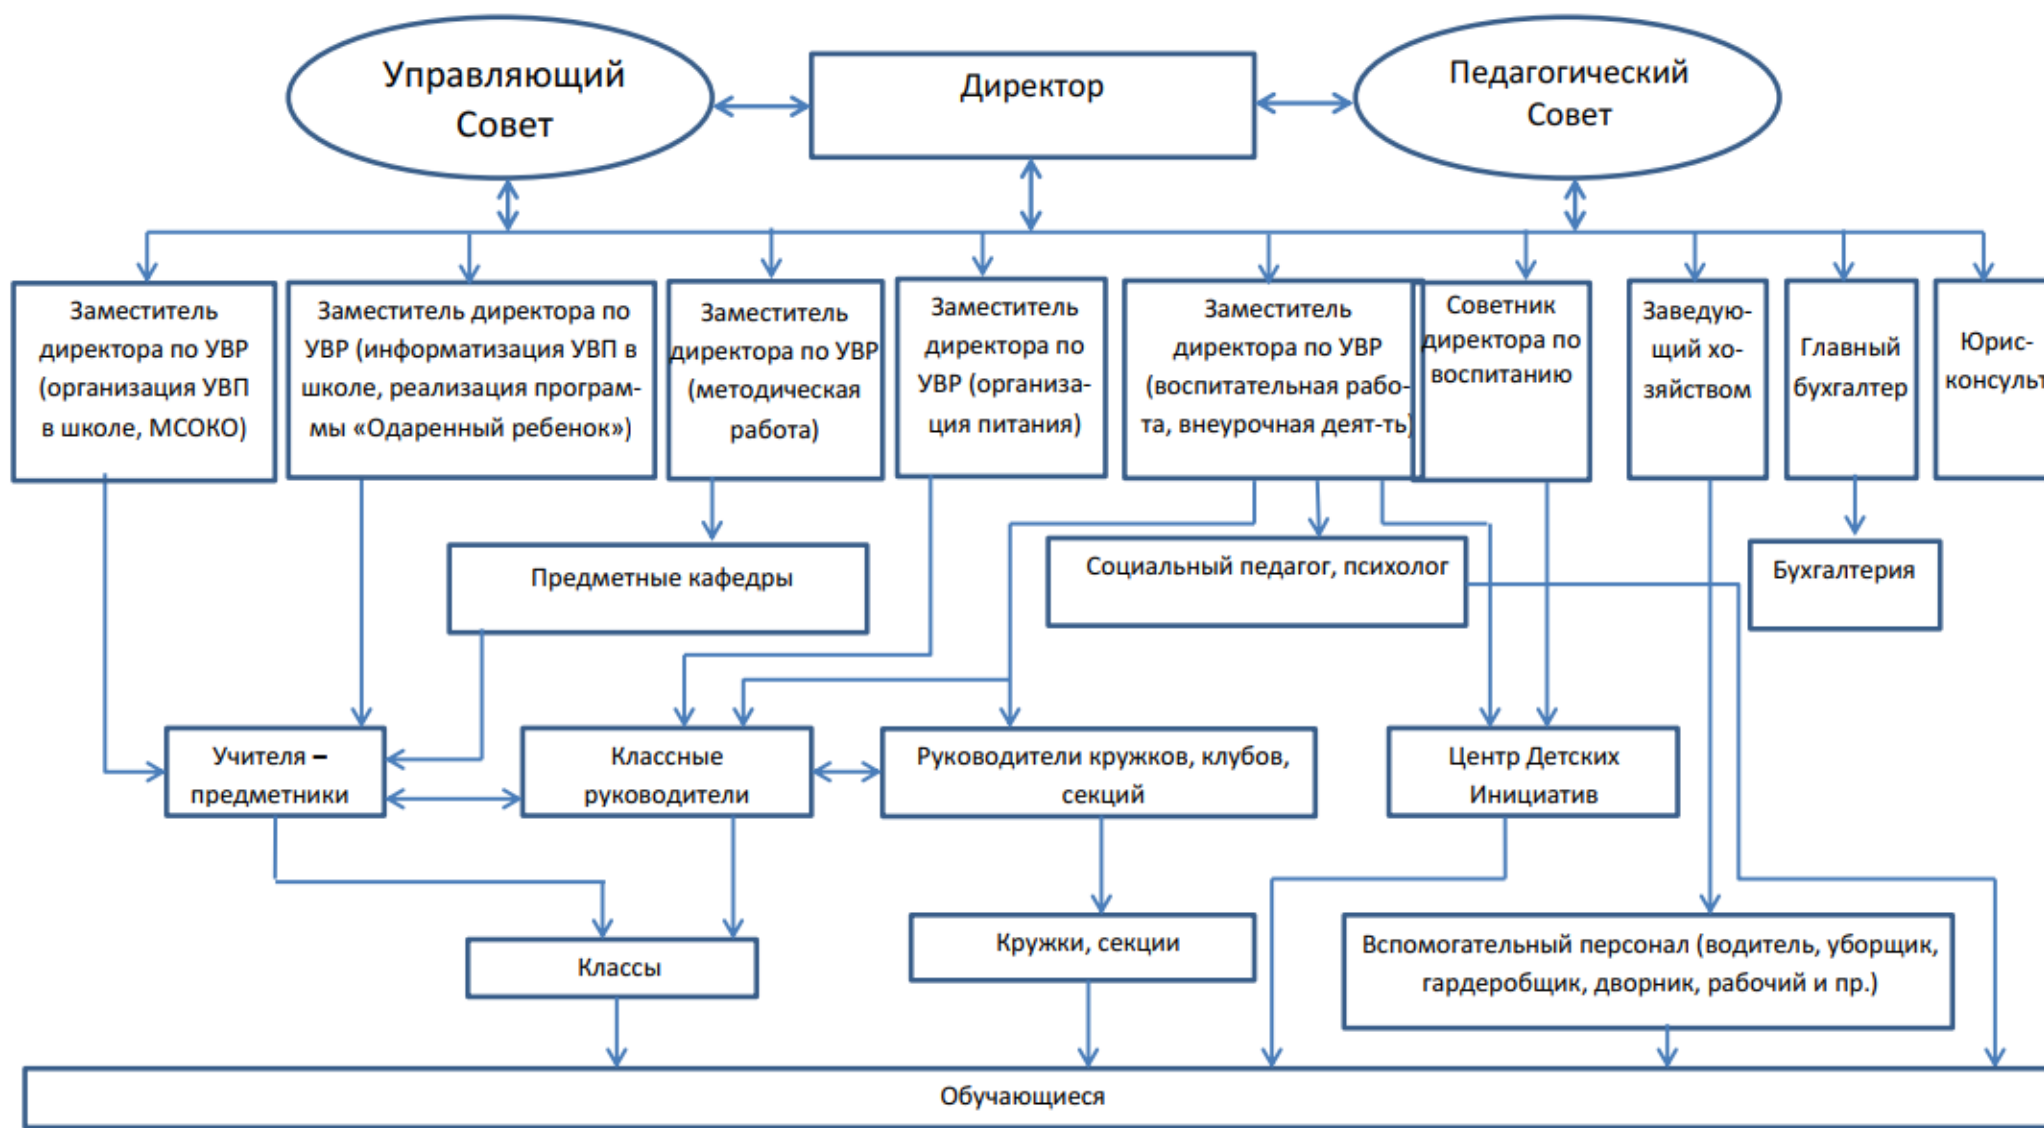 Управляющий
Совет
Директор
Педагогический
Совет
Заместитель
директора по УВР
(организация УВП
в школе, МСОКО)
Заместитель директора по
УВР (информатизация УВП в
школе, реализация програм-
мы «Одаренный ребенок»)
Заместитель
директора по УВР
(методическая
работа)
Заместитель
директора по
УВР (организа-
ция питания)
Заместитель
директора по УВР
(воспитательная рабо-
та, внеурочная деят-ть)
Советник
директора по
воспитанию
Заведую-
щий хо-
зяйством
Главный
бухгалтер
Юрис-
консульт
Предметные кафедры
Социальный педагог, психолог
Бухгалтерия
Учителя –
предметники
Классные
руководители
Руководители кружков, клубов,
секций
Центр Детских
Инициатив
Классы
Кружки, секции
Вспомогательный персонал (водитель, уборщик,
гардеробщик, дворник, рабочий и пр.)
Обучающиеся